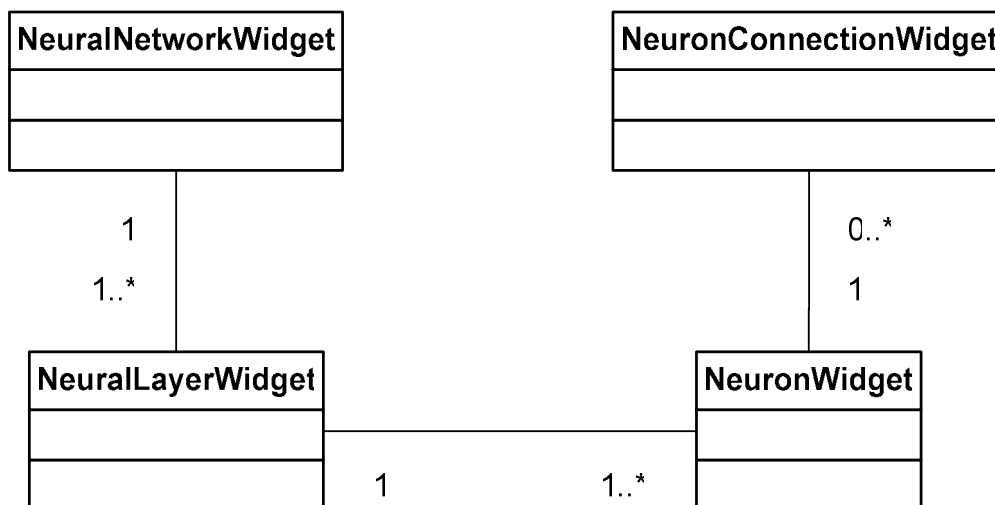 NeuralNetworkWidget
NeuronConnectionWidget
1
0..*
1..*
1
NeuralLayerWidget
NeuronWidget
1
1..*